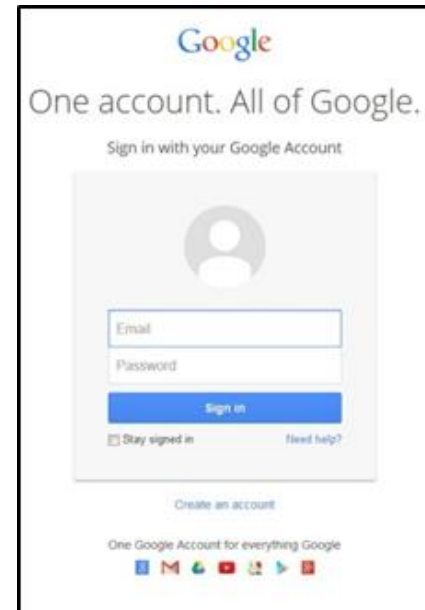 Google
One account. All of Google.
Sign in with your Google Account
Email
Password
Sign in
Stay signed in Need help?
Create an account
One Google Account for everything Google